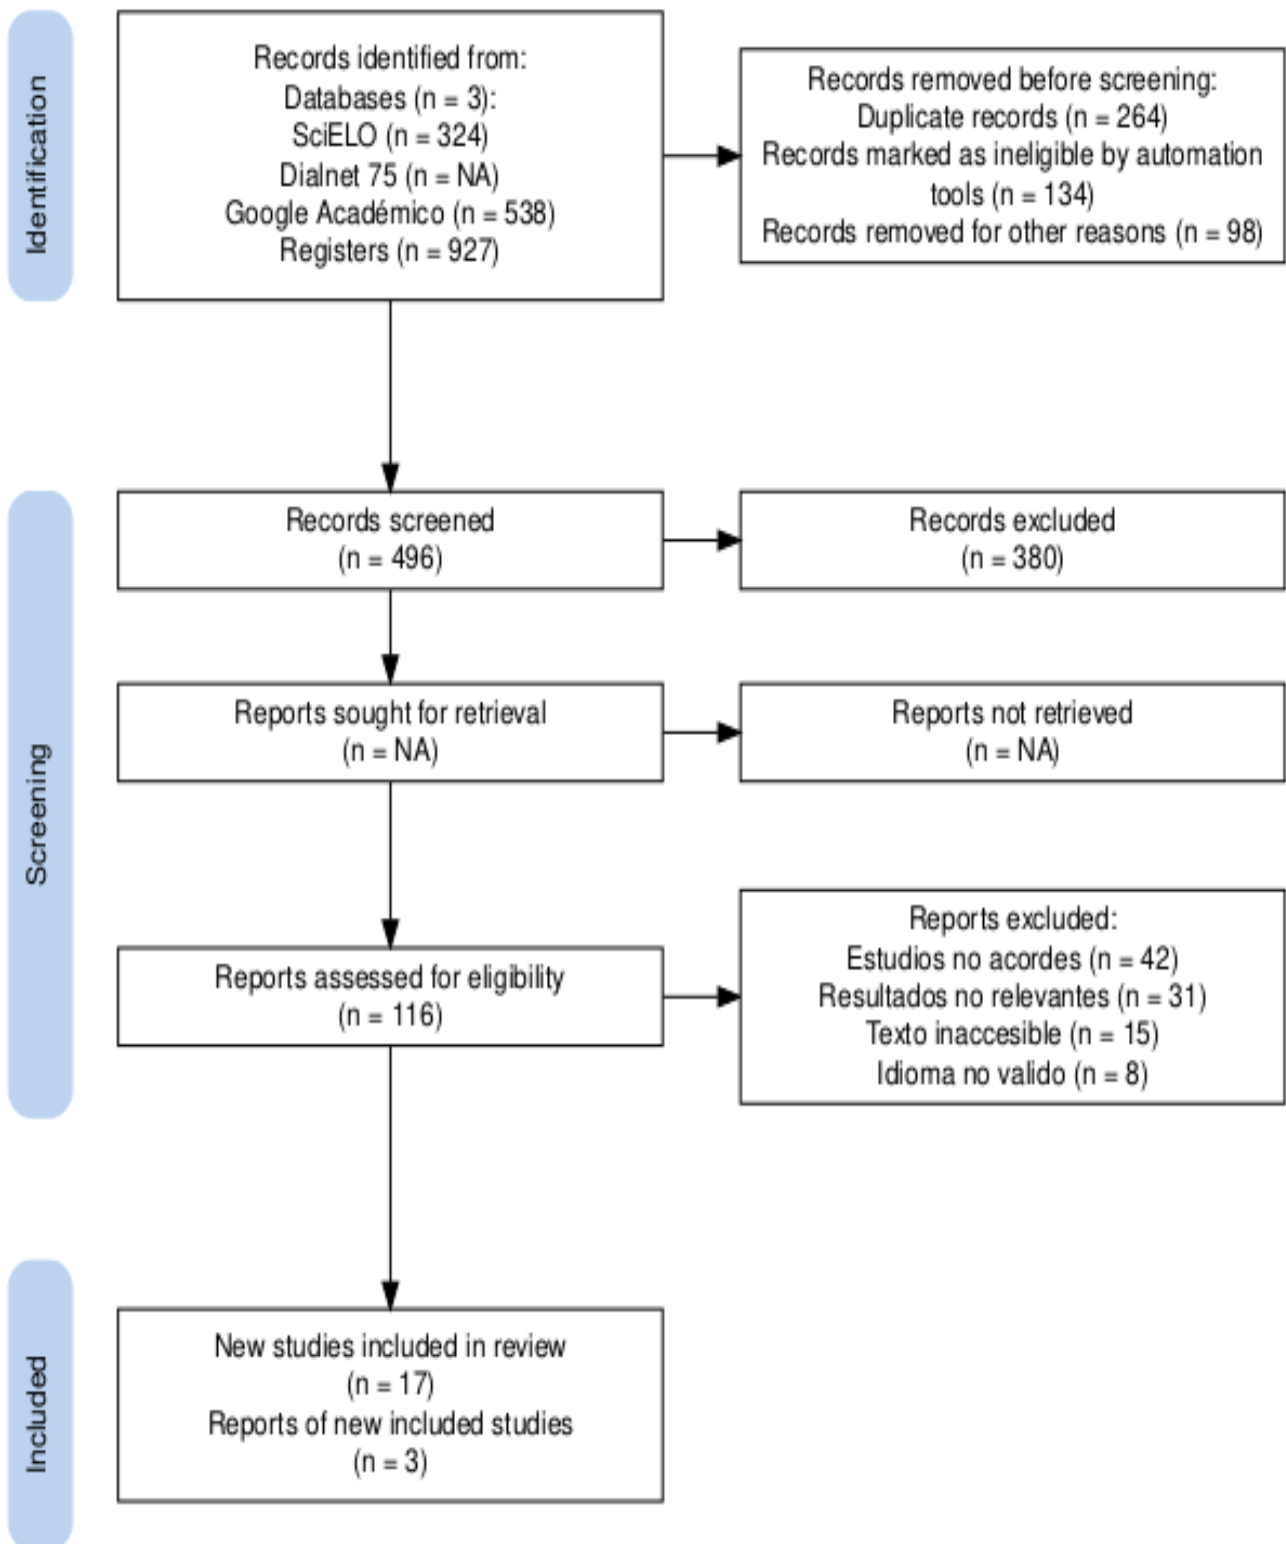 Identification
Records identified from:
Databases (n = 3):
SciELO (n = 324)
Dialnet 75 (n = NA)
Google Académico (n = 538)
Registers (n = 927)
Records removed before screening:
Duplicate records (n = 264)
Records marked as ineligible by automation
tools (n = 134)
Records removed for other reasons (n = 98)
Screening
Records screened
(n = 496)
Records excluded
(n = 380)
Reports sought for retrieval
(n = NA)
Reports not retrieved
(n = NA)
Reports assessed for eligibility
(n = 116)
Reports excluded:
Estudios no acordes (n = 42)
Resultados no relevantes (n = 31)
Texto inaccesible (n = 15)
Idioma no valido (n = 8)
Included
New studies included in review
(n = 17)
Reports of new included studies
(n = 3)